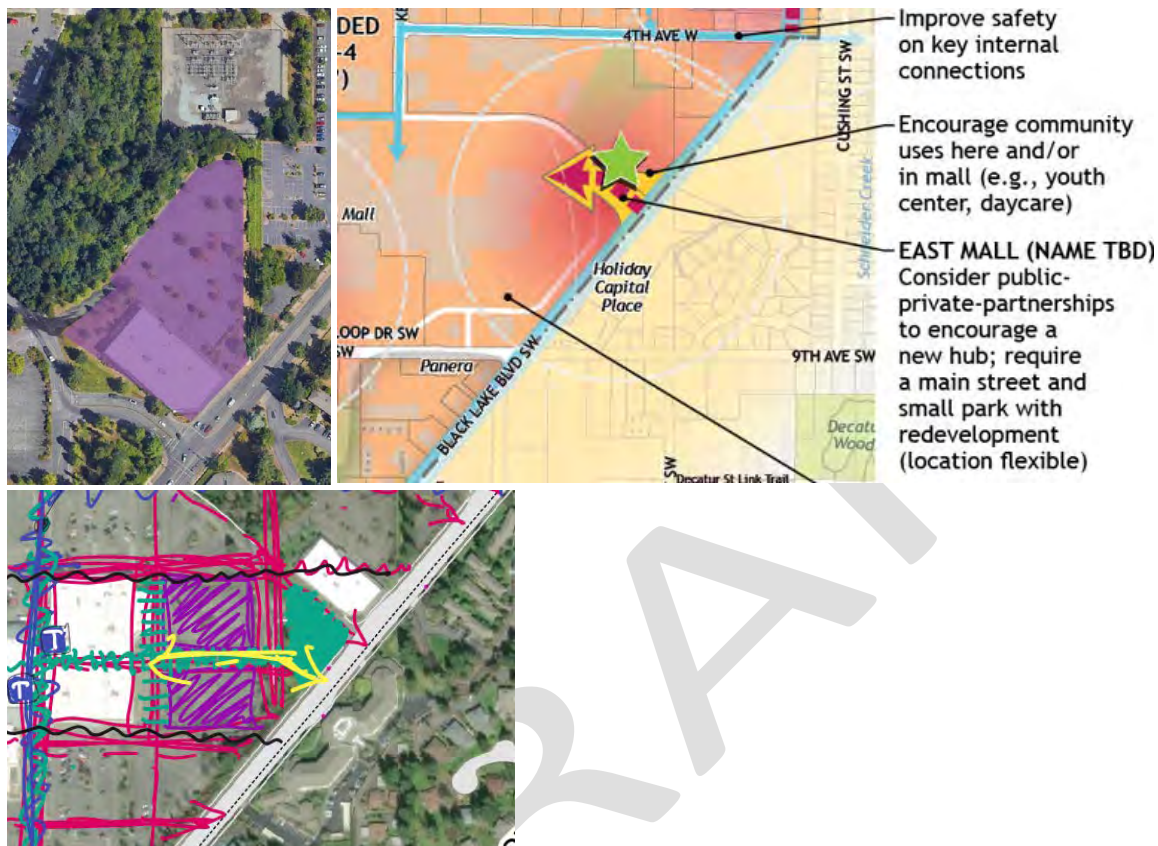 DED
-4
4TH AVE W
CUSHING ST SW
Schneider Creek
Mall
Holiday
Capital
Place
OOP DR SW
SW
Panera
BLACK LAKE BLVD SW
9TH AVE SW
Decatu
Wood
SW
Decatur St Link Trail
Improve safety
on key internal
connections
Encourage community
uses here and/or
in mall (e.g., youth
center, daycare)
EAST MALL (NAME TBD)
Consider public-
private-partnerships
to encourage a
new hub; require
a main street and
small park with
redevelopment
(location flexible)
T
T
RAF